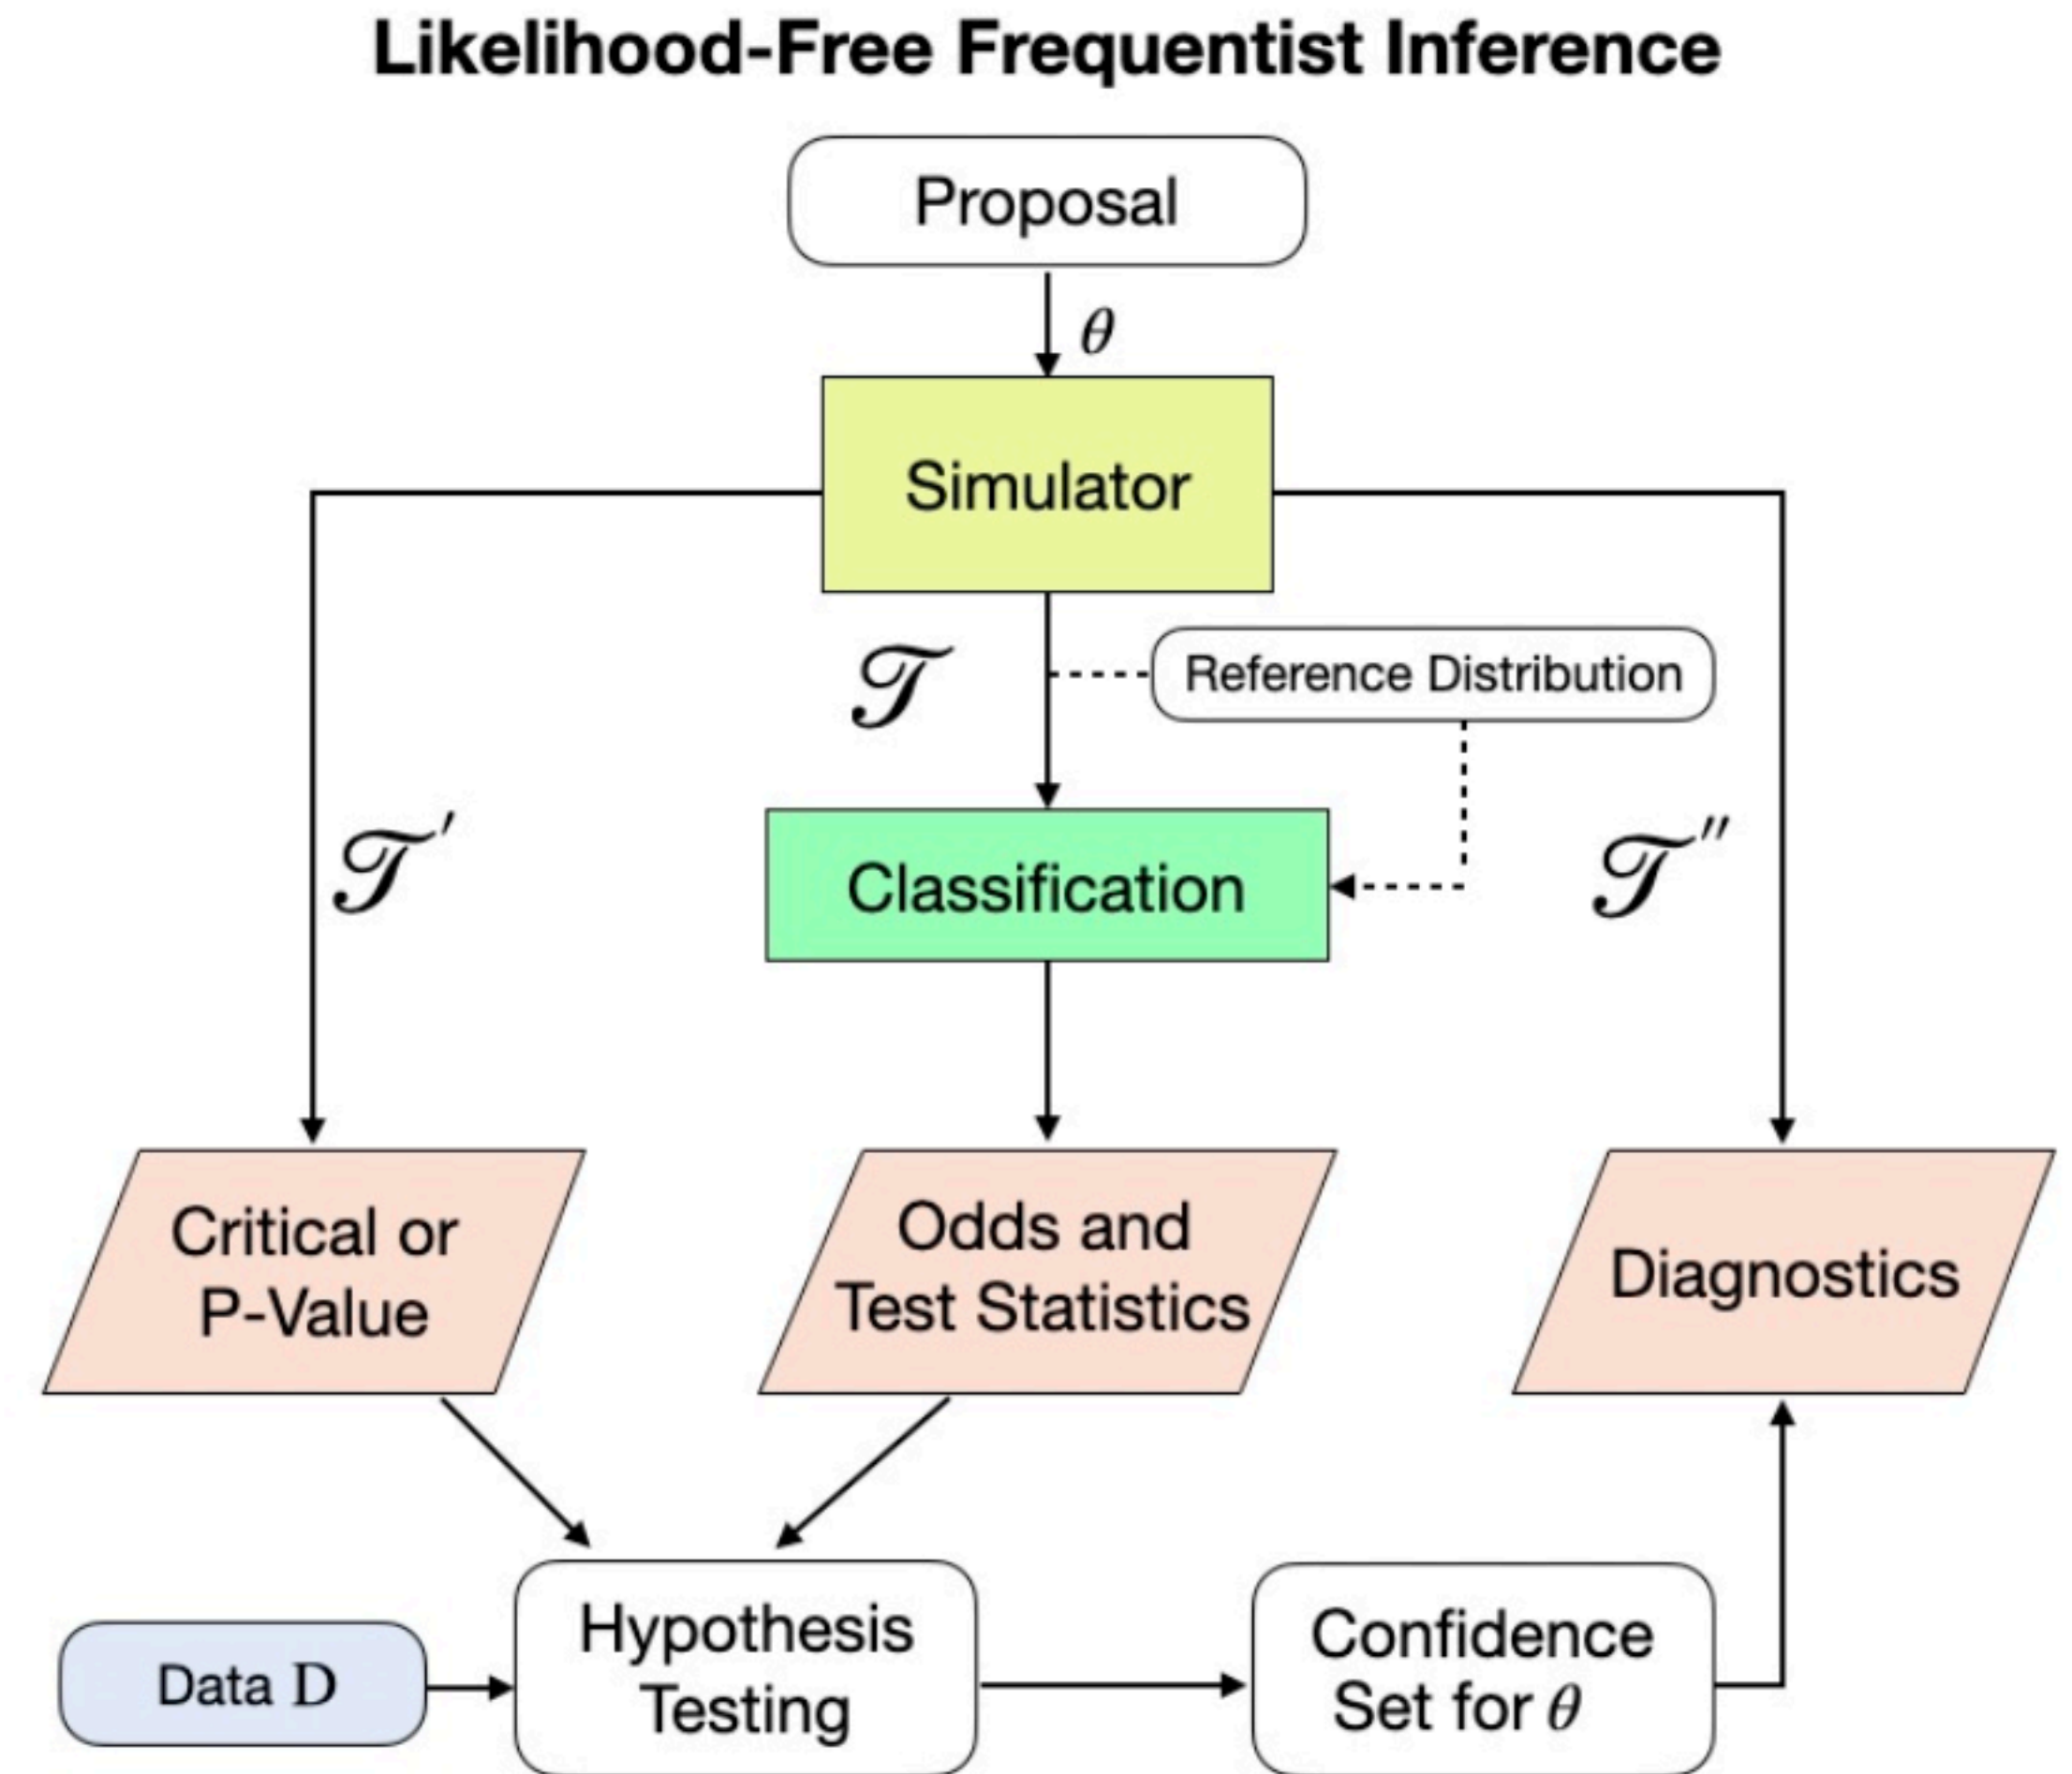 Likelihood-Free Frequentist Inference
Proposal
θ
Simulator
𝒯
Reference Distribution
𝒯′
Classification
𝒯″
Critical or
P-Value
Odds and
Test Statistics
Diagnostics
Data D
Hypothesis
Testing
Confidence
Set for θ